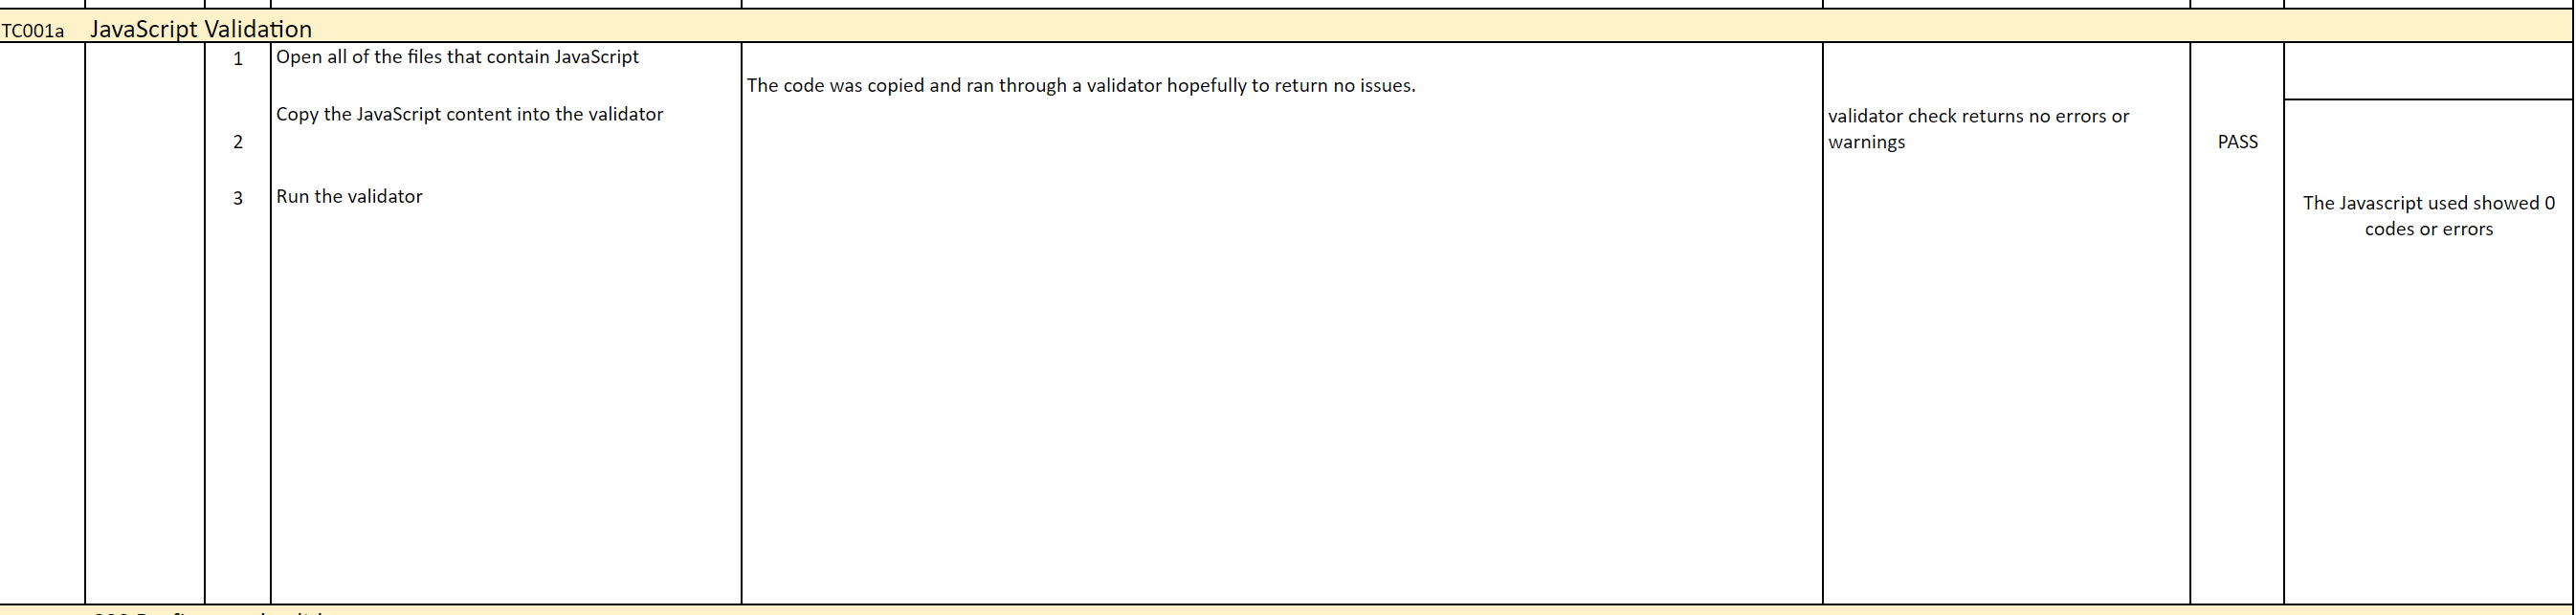 TC001a JavaScript Validation
1 Open all of the files that contain JavaScript
The code was copied and ran through a validator hopefully to return no issues.
Copy the JavaScript content into the validator
2
validator check returns no errors or
warnings
PASS
3 Run the validator
The Javascript used showed 0
codes or errors